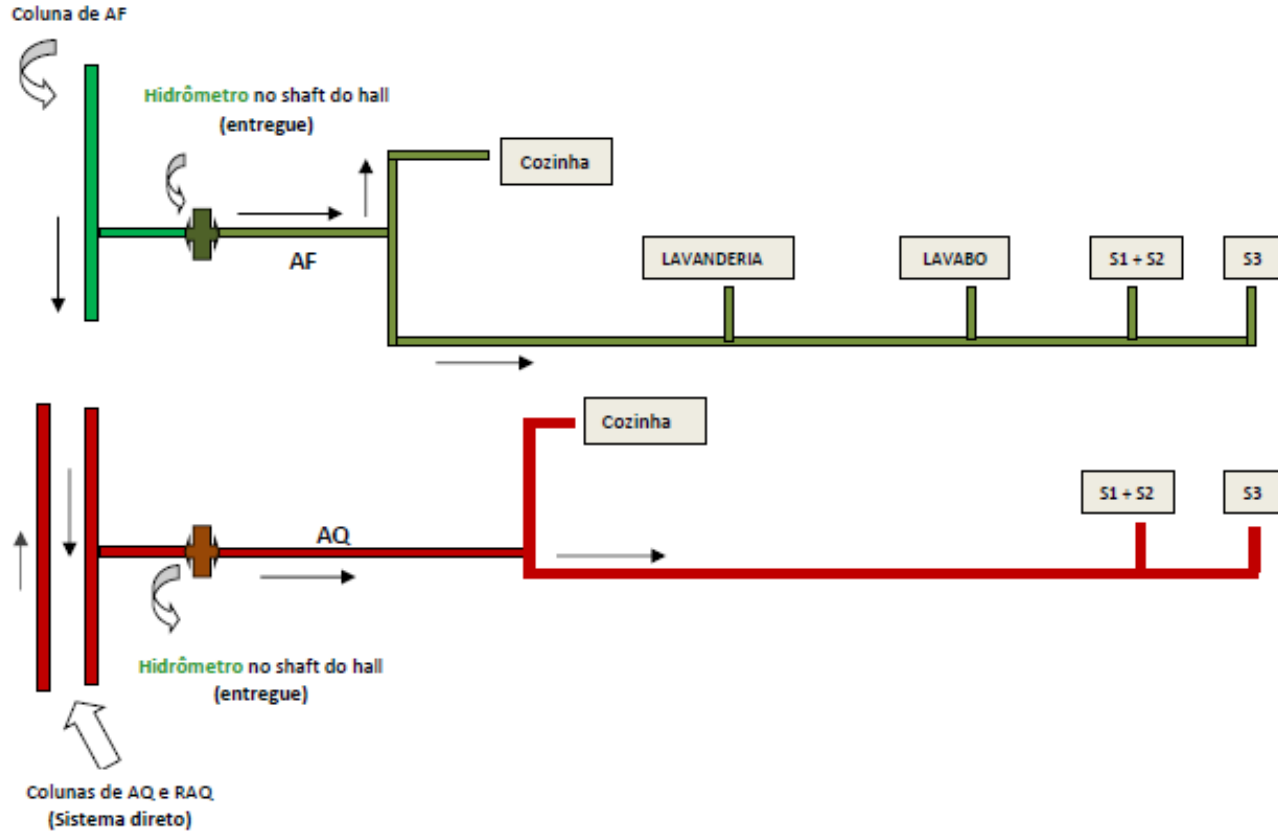 Coluna de AF
Hidrômetro no shaft do hall
(entregue)
Cozinha
AF
LAVANDERIA
LAVABO
S1 + S2
S3
Cozinha
S1 + S2
S3
AQ
Hidrômetro no shaft do hall
(entregue)
Colunas de AQ e RAQ
(Sistema direto)